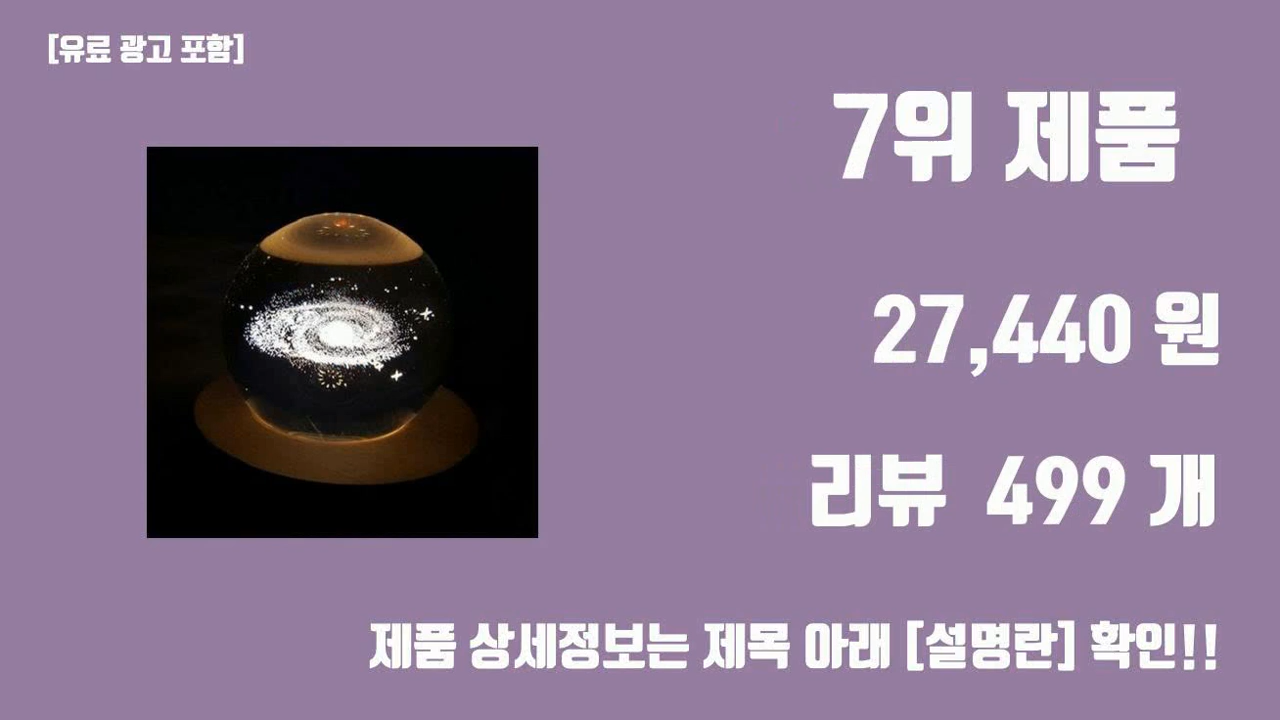 [유료 광고 포함]
7위 제품
27,440 원
리뷰 499 개
제품 상세정보는 제목 아래 [설명란] 확인!!